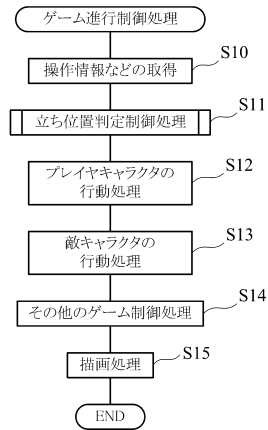 ゲーム進行制御処理
S10
操作情報などの取得
S11
立ち位置判定制御処理
S12
プレイヤキャラクタの
行動処理
S13
敵キャラクタの
行動処理
S14
その他のゲーム制御処理
S15
描画処理
END